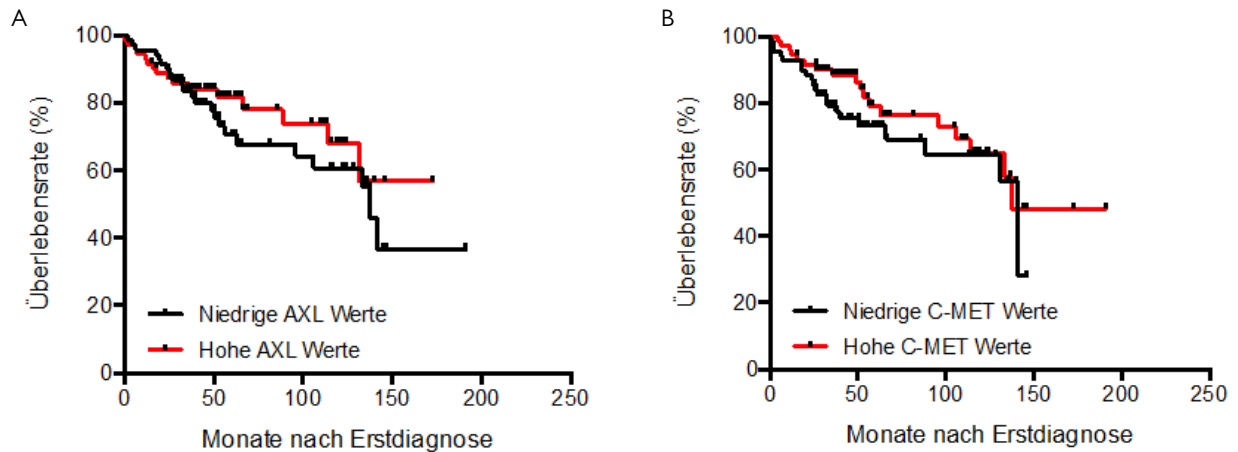 A
Überlebensrate (%)
100
80
60
40
20
0
Niedrige AXL Werte
Hohe AXL Werte
0 50 100 150 200 250
Monate nach Erstdiagnose
B
Überlebensrate (%)
100
80
60
40
20
0
Niedrige C-MET Werte
Hohe C-MET Werte
0 50 100 150 200 250
Monate nach Erstdiagnose